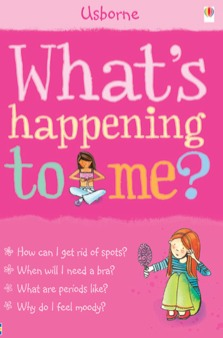 Usborne
What's
happening
to me?
How can I get rid of spots?
When will I need a bra?
What are periods like?
Why do I feel moody?